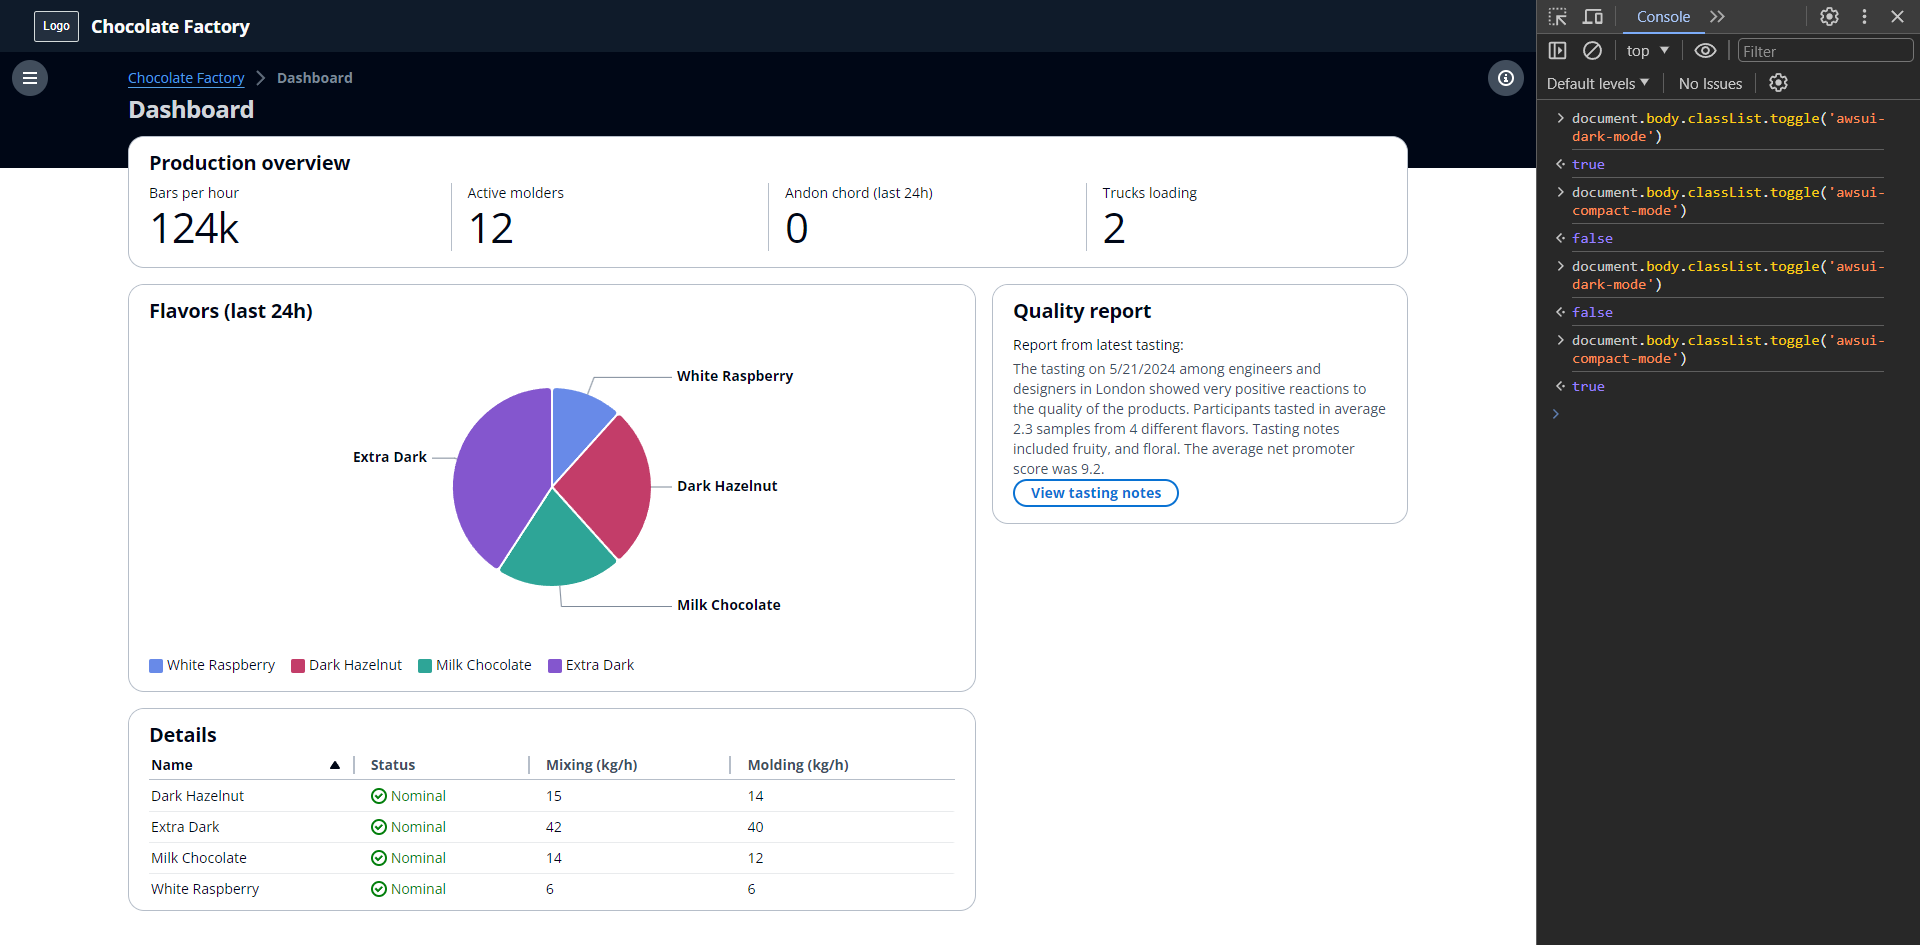 Logo
Chocolate Factory
Chocolate Factory
Dashboard
Dashboard
Production overview
Bars per hour
124k
Active molders
12
Andon chord (last 24h)
0
Trucks loading
2
Flavors (last 24h)
White Raspberry
Extra Dark
Dark Hazelnut
Milk Chocolate
White Raspberry
Dark Hazelnut
Milk Chocolate
Extra Dark
Quality report
Report from latest tasting:
The tasting on 5/21/2024 among engineers and
designers in London showed very positive reactions to
the quality of the products. Participants tasted in average
2.3 samples from 4 different flavors. Tasting notes
included fruity, and floral. The average net promoter
score was 9.2.
View tasting notes
Details
Name Status Mixing (kg/h) Molding (kg/h)
Dark Hazelnut Nominal 15 14
Extra Dark Nominal 42 40
Milk Chocolate Nominal 14 12
White Raspberry Nominal 6 6
Console
top
Filter
Default levels
No Issues
document.body.classList.toggle('awsui-
dark-mode')
true
document.body.classList.toggle('awsui-
compact-mode')
false
document.body.classList.toggle('awsui-
dark-mode')
false
document.body.classList.toggle('awsui-
compact-mode')
true